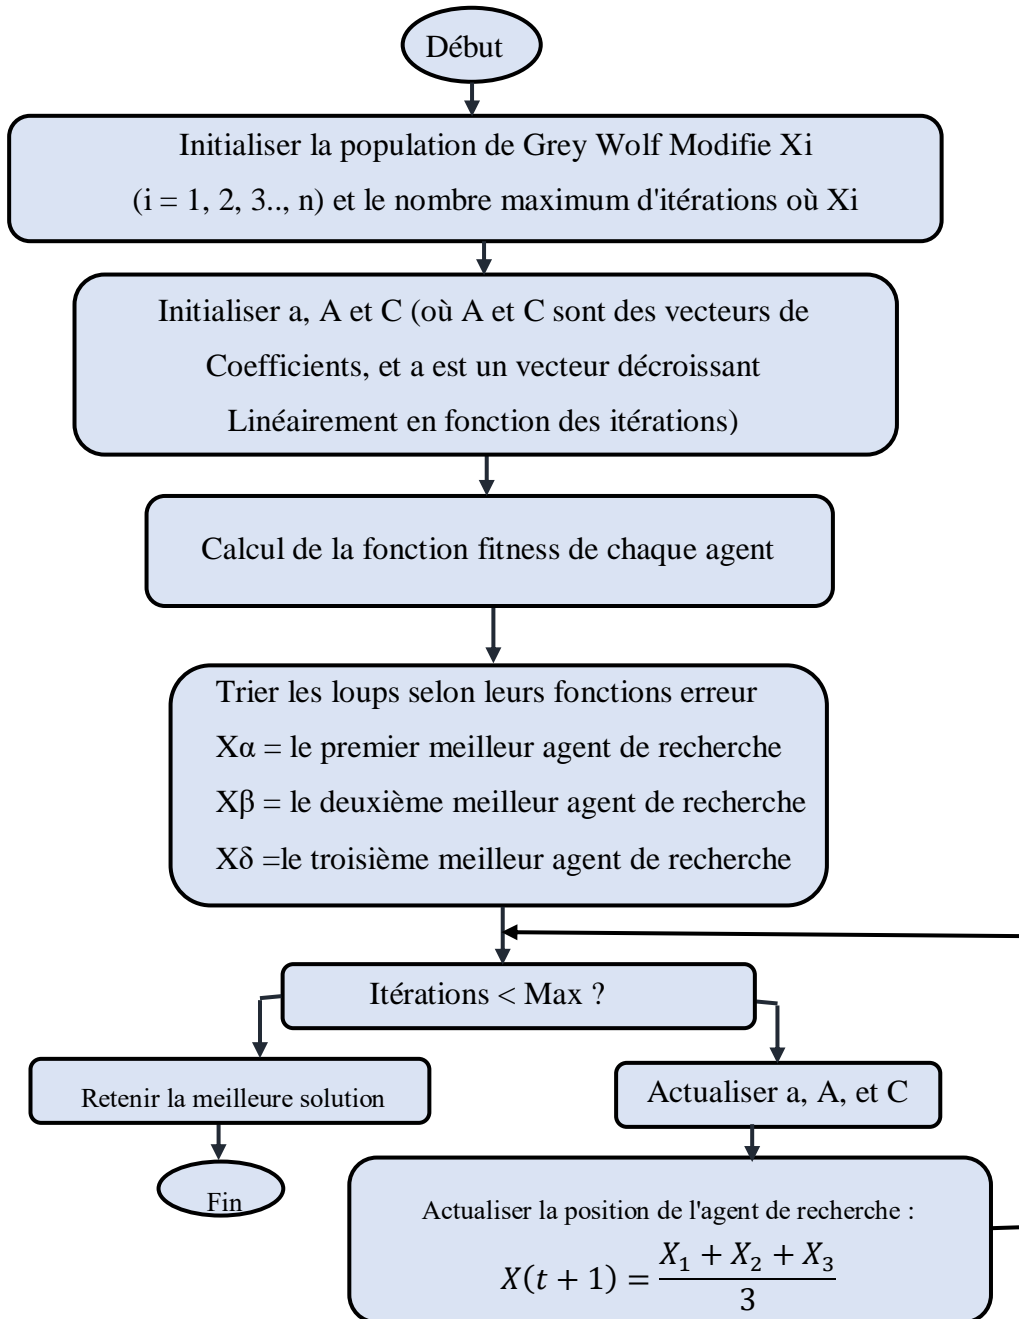 Début
Initialiser la population de Grey Wolf Modifie Xi
(i = 1, 2, 3.., n) et le nombre maximum d'itérations où Xi
Initialiser a, A et C (où A et C sont des vecteurs de
Coefficients, et a est un vecteur décroissant
Linéairement en fonction des itérations)
Calcul de la fonction fitness de chaque agent
Trier les loups selon leurs fonctions erreur
Xα = le premier meilleur agent de recherche
Xβ = le deuxième meilleur agent de recherche
Xδ =le troisième meilleur agent de recherche
Itérations < Max ?
Retenir la meilleure solution
Actualiser a, A, et C
Fin
Actualiser la position de l'agent de recherche :
X(t + 1) = (X₁ + X₂ + X₃) / 3